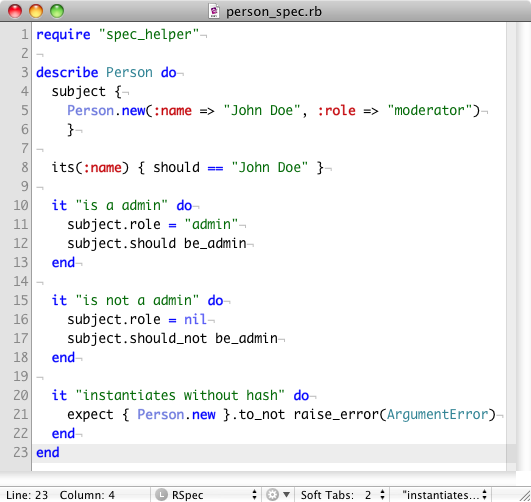 person_spec.rb
1 require "spec_helper"¬
2 ¬
3 describe Person do¬
4   subject {¬
5     Person.new(:name => "John Doe", :role => "moderator")¬
6     }¬
7 ¬
8   its(:name) { should == "John Doe" }¬
9 ¬
10   it "is a admin" do¬
11     subject.role = "admin"¬
12     subject.should be_admin¬
13   end¬
14 ¬
15   it "is not a admin" do¬
16     subject.role = nil¬
17     subject.should_not be_admin¬
18   end¬
19 ¬
20   it "instantiates without hash" do¬
21     expect { Person.new }.to_not raise_error(ArgumentError)¬
22   end¬
23 end
Line: 23 Column: 4 L RSpec Soft Tabs: 2 "instantiates...